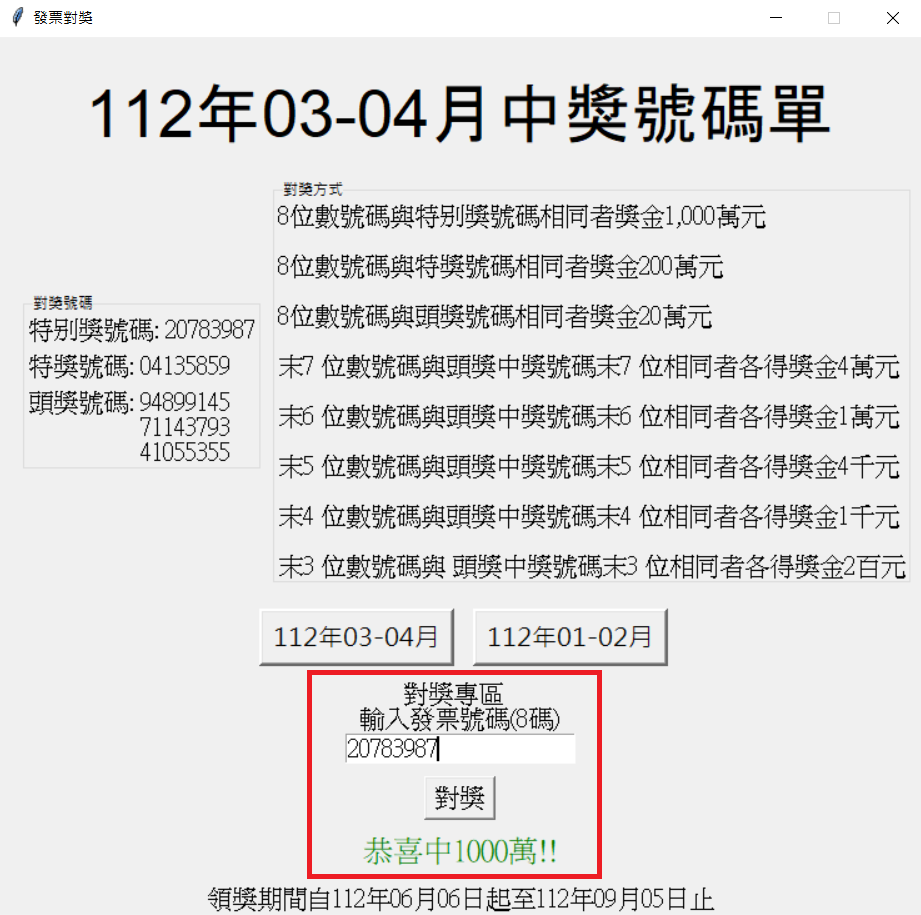 發票對獎
112年03-04月中獎號碼單
對獎號碼
特別獎號碼: 20783987
特獎號碼: 04135859
頭獎號碼: 94899145
71143793
41055355
對獎方式
8位數號碼與特別獎號碼相同者獎金1,000萬元
8位數號碼與特獎號碼相同者獎金200萬元
8位數號碼與頭獎號碼相同者獎金20萬元
末7 位數號碼與頭獎中獎號碼末7 位相同者各得獎金4萬元
末6 位數號碼與頭獎中獎號碼末6 位相同者各得獎金1萬元
末5 位數號碼與頭獎中獎號碼末5 位相同者各得獎金4千元
末4 位數號碼與頭獎中獎號碼末4 位相同者各得獎金1千元
末3 位數號碼與 頭獎中獎號碼末3 位相同者各得獎金2百元
112年03-04月
112年01-02月
對獎專區
輸入發票號碼(8碼)
20783987
對獎
恭喜中1000萬!!
領獎期間自112年06月06日起至112年09月05日止